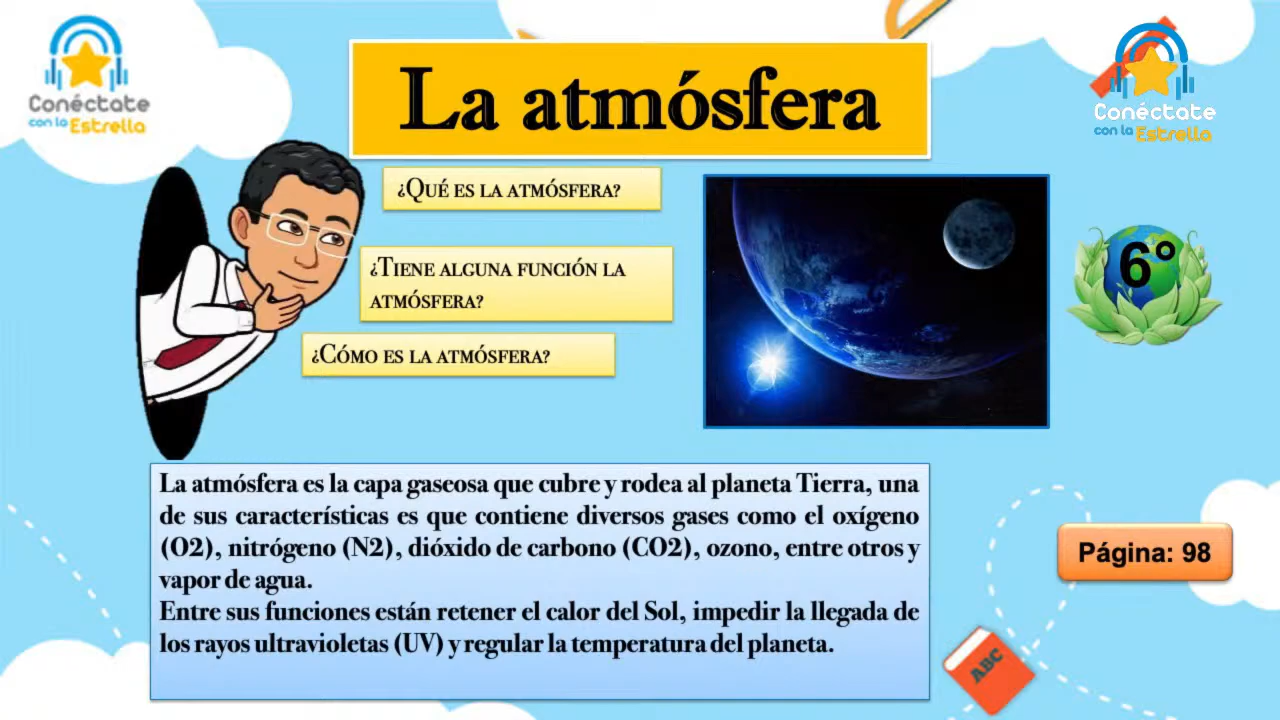 Conéctate
con la Estrella
La atmósfera
Conéctate
con la Estrella
¿Qué es la atmósfera?
¿Tiene alguna función la
atmósfera?
¿Cómo es la atmósfera?
6°
La atmósfera es la capa gaseosa que cubre y rodea al planeta Tierra, una
de sus características es que contiene diversos gases como el oxígeno
(O2), nitrógeno (N2), dióxido de carbono (CO2), ozono, entre otros y
vapor de agua.
Entre sus funciones están retener el calor del Sol, impedir la llegada de
los rayos ultravioletas (UV) y regular la temperatura del planeta.
Página: 98
ABC